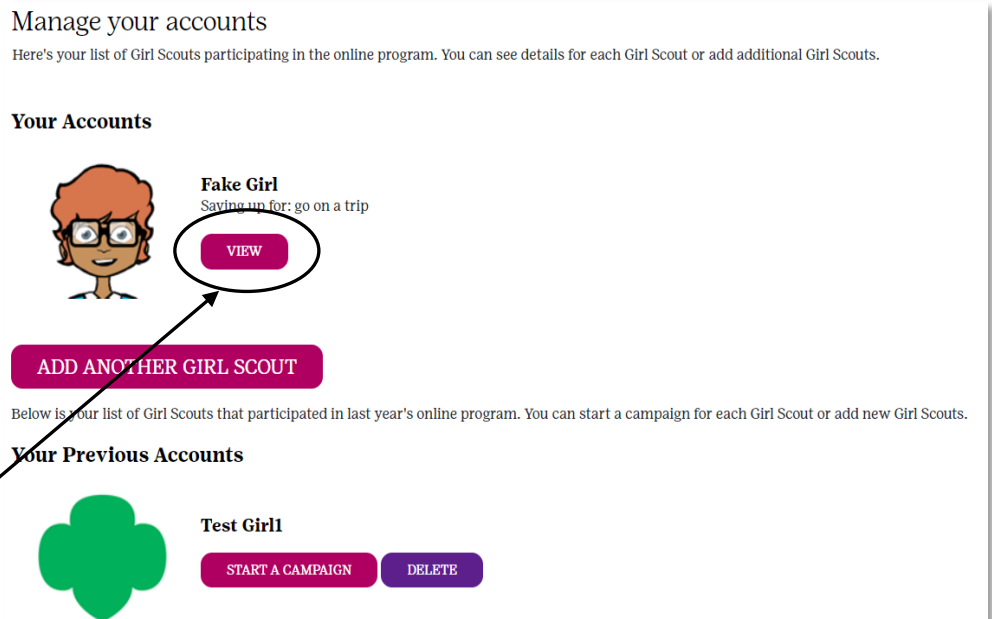 Manage your accounts
Here's your list of Girl Scouts participating in the online program. You can see details for each Girl Scout or add additional Girl Scouts.
Your Accounts
Fake Girl
Saving up for: go on a trip
VIEW
ADD ANOTHER GIRL SCOUT
Below is your list of Girl Scouts that participated in last year's online program. You can start a campaign for each Girl Scout or add new Girl Scouts.
Your Previous Accounts
Test Girl1
START A CAMPAIGN DELETE